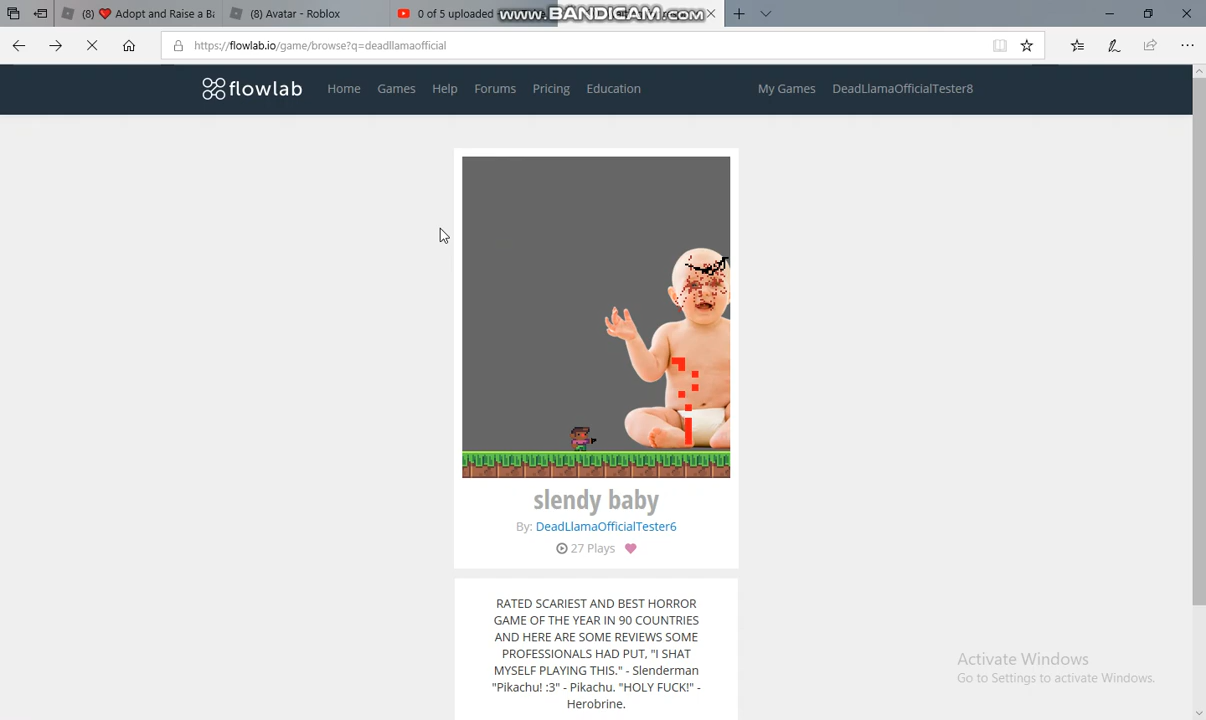 (8) ❤ Adopt and Raise a Ba
(8) Avatar - Roblox
0 of 5 uploaded
www.BANDICAM.com
https://flowlab.io/game/browse?q=deadllamaofficial
flowlab
Home
Games
Help
Forums
Pricing
Education
My Games
DeadLlamaOfficialTester8
slendy baby
By: DeadLlamaOfficialTester6
27 Plays
RATED SCARIEST AND BEST HORROR
GAME OF THE YEAR IN 90 COUNTRIES
AND HERE ARE SOME REVIEWS SOME
PROFESSIONALS HAD PUT, "I SHAT
MYSELF PLAYING THIS." - Slenderman
"Pikachu! :3" - Pikachu. "HOLY FUCK!" -
Herobrine.
Activate Windows
Go to Settings to activate Windows.